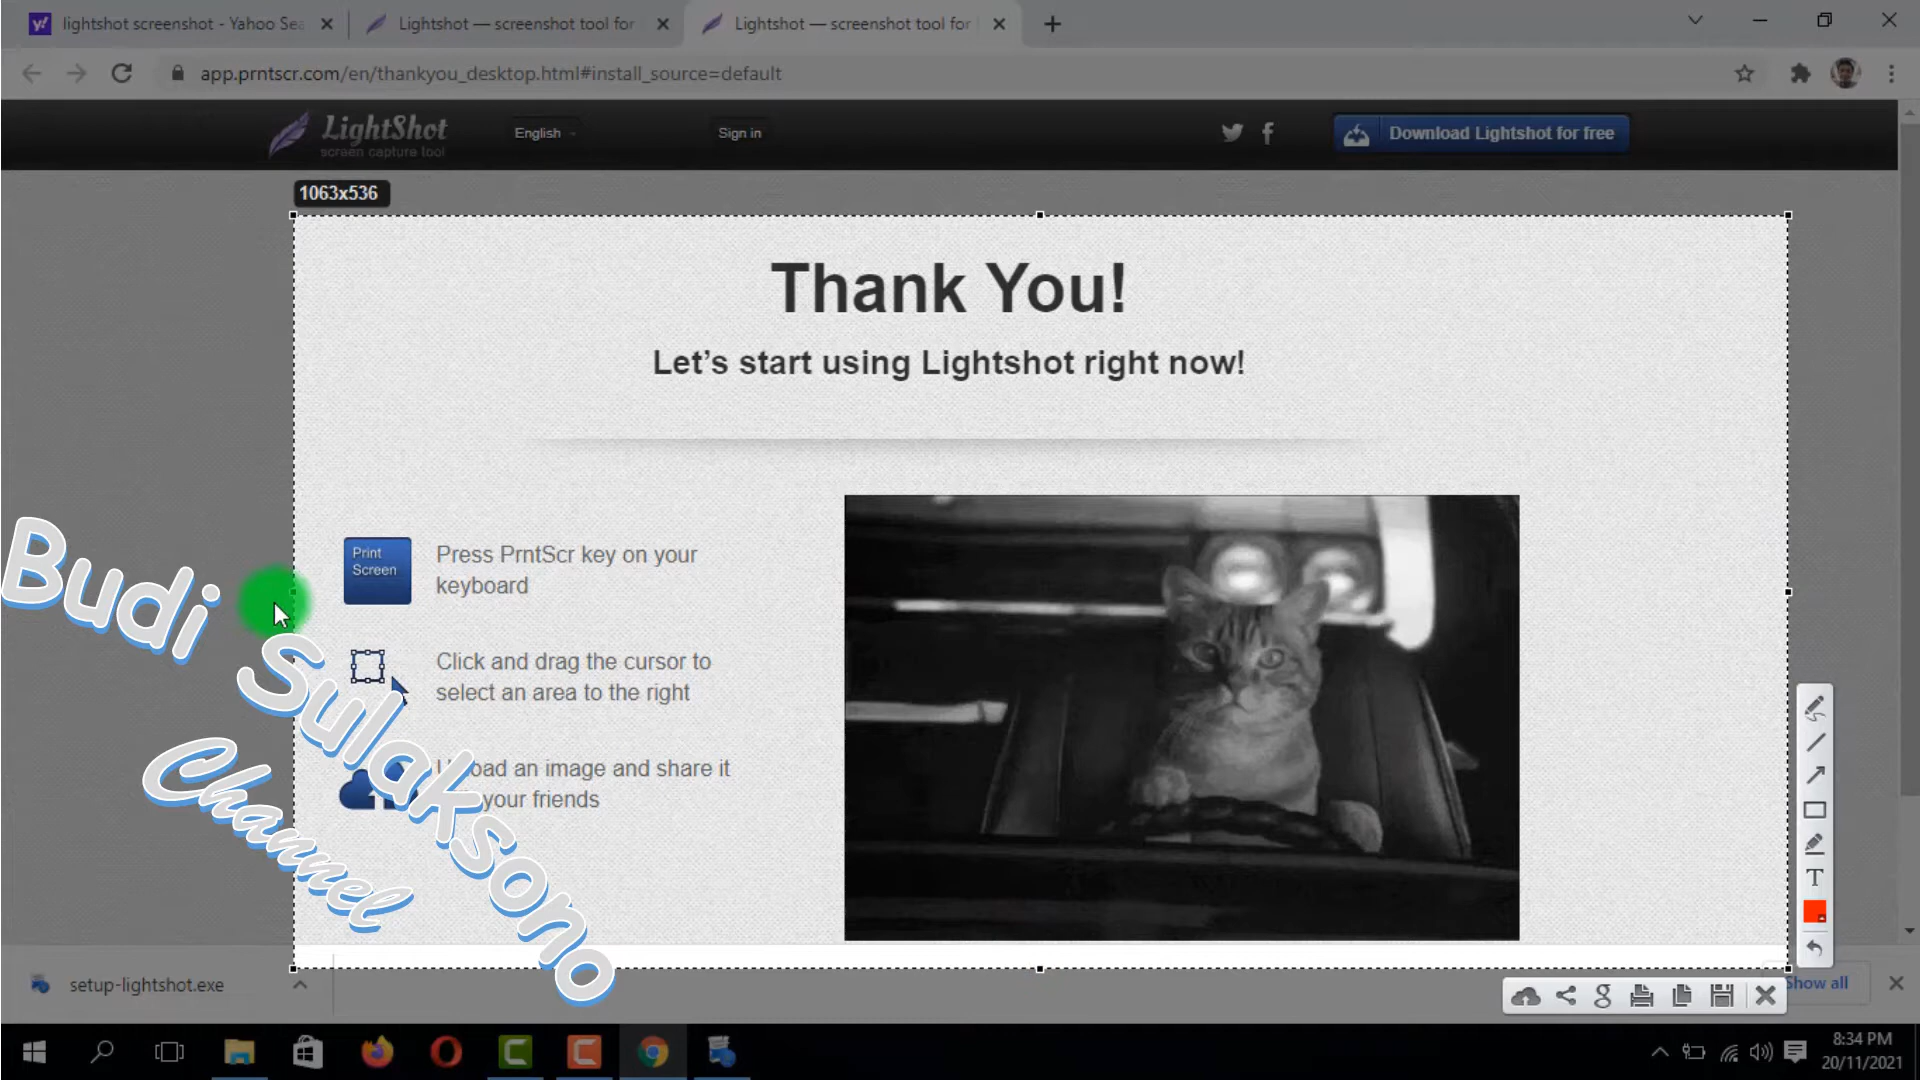 lightshot screenshot - Yahoo Sea
Lightshot — screenshot tool for
Lightshot — screenshot tool for
app.prntscr.com/en/thankyou_desktop.html#install_source=default
LightShot
screen capture tool
English
Sign in
Download Lightshot for free
1063x536
Thank You!
Let's start using Lightshot right now!
Print
Screen
Press PrntScr key on your
keyboard
Click and drag the cursor to
select an area to the right
an image and share it
your friends
Budi Sulaksono
Channel
T
setup-lightshot.exe
Show all
8:34 PM
20/11/2021